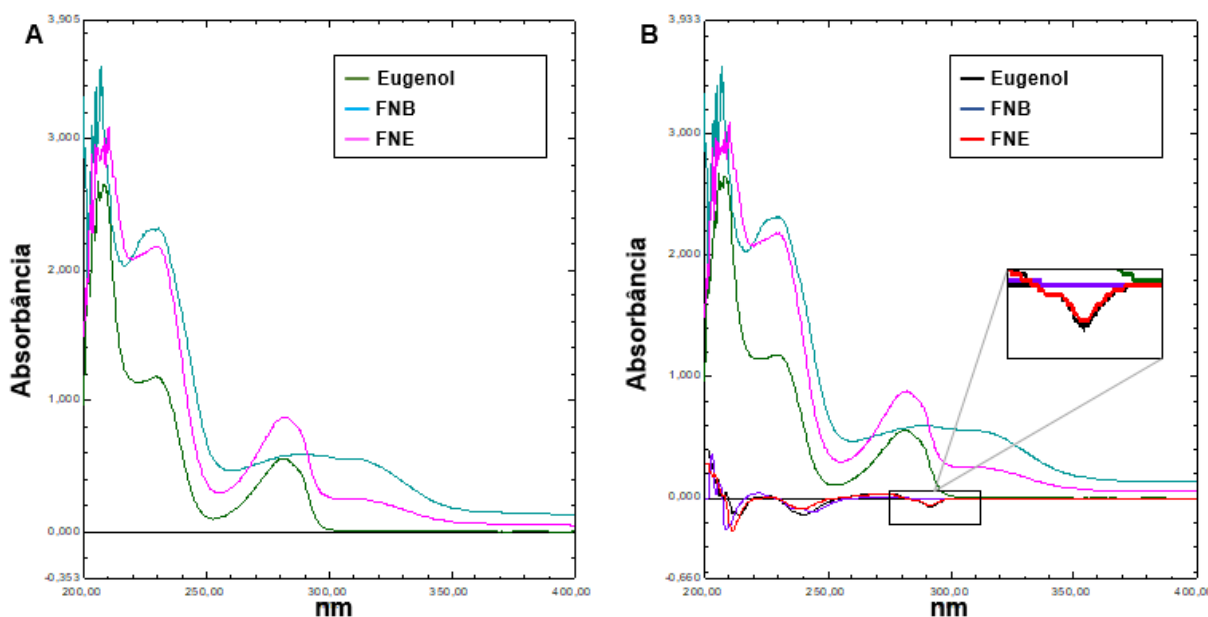 A
3,905
3,000
2,000
1,000
0,000
-0,353
Absorbância
Eugenol
FNB
FNE
200,00
250,00
300,00
350,00
400,00
nm
B
3,933
3,000
2,000
1,000
0,000
-0,660
Absorbância
Eugenol
FNB
FNE
200,00
250,00
300,00
350,00
400,0
nm